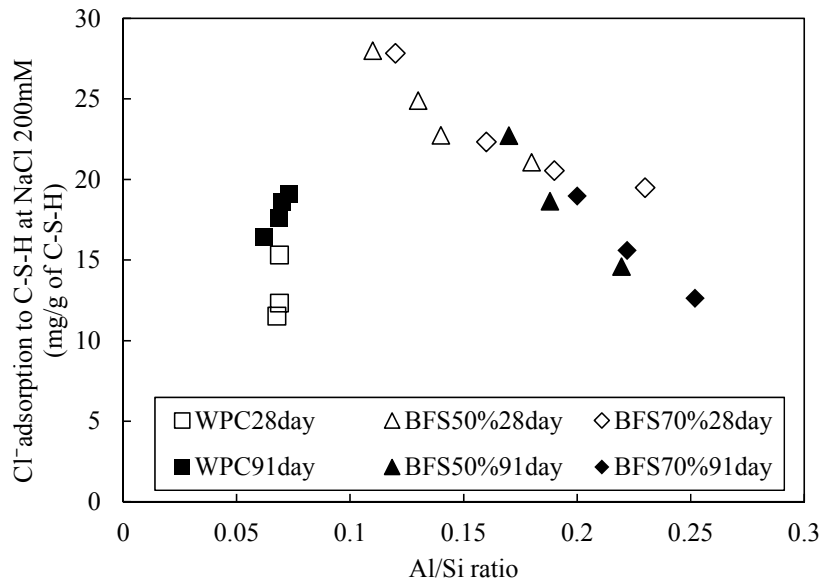 Cl⁻adsorption to C-S-H at NaCl 200mM
(mg/g of C-S-H)
30
25
20
15
10
5
0
WPC28day BFS50%28day BFS70%28day
WPC91day BFS50%91day BFS70%91day
0 0.05 0.1 0.15 0.2 0.25 0.3
Al/Si ratio